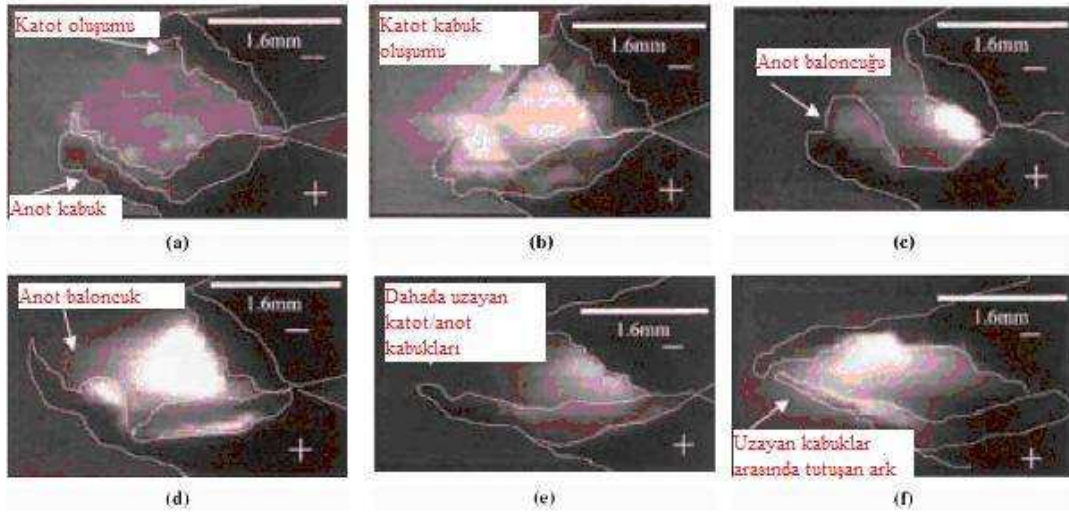 Katot oluşumu
1.6mm
−
Anot kabuk
+
(a)
Katot kabuk
oluşumu
1.6mm
−
+
(b)
Anot baloncuğu
1.6mm
−
+
(c)
Anot baloncuk
1.6mm
−
+
(d)
Dahada uzayan
katot/anot
kabukları
1.6mm
−
+
(e)
1.6mm
−
Uzayan kabuklar
arasında tutuşan ark
+
(f)